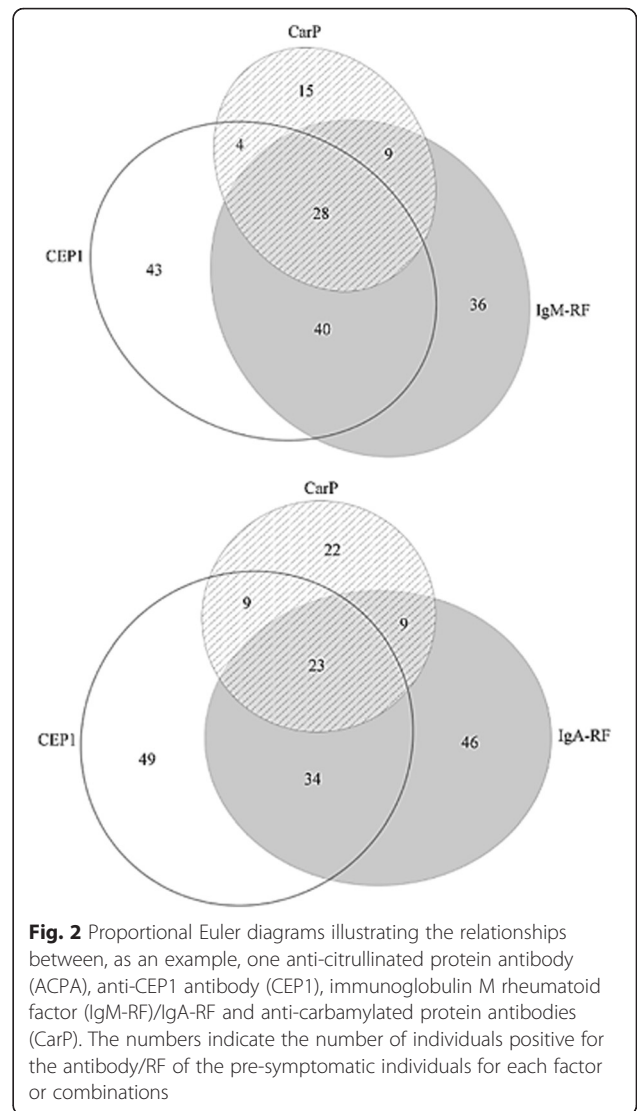 CarP
15
4
9
28
CEP1
43
36
IgM-RF
40
CarP
22
9
9
23
CEP1
49
46
IgA-RF
34
Fig. 2 Proportional Euler diagrams illustrating the relationships
between, as an example, one anti-citrullinated protein antibody
(ACPA), anti-CEP1 antibody (CEP1), immunoglobulin M rheumatoid
factor (IgM-RF)/IgA-RF and anti-carbamylated protein antibodies
(CarP). The numbers indicate the number of individuals positive for
the antibody/RF of the pre-symptomatic individuals for each factor
or combinations